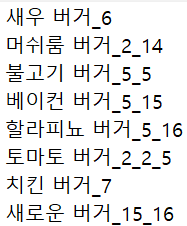 새우 버거_6
머쉬룸 버거_2_14
불고기 버거_5_5
베이컨 버거_5_15
할라피뇨 버거_5_16
토마토 버거_2_2_5
치킨 버거_7
새로운 버거_15_16